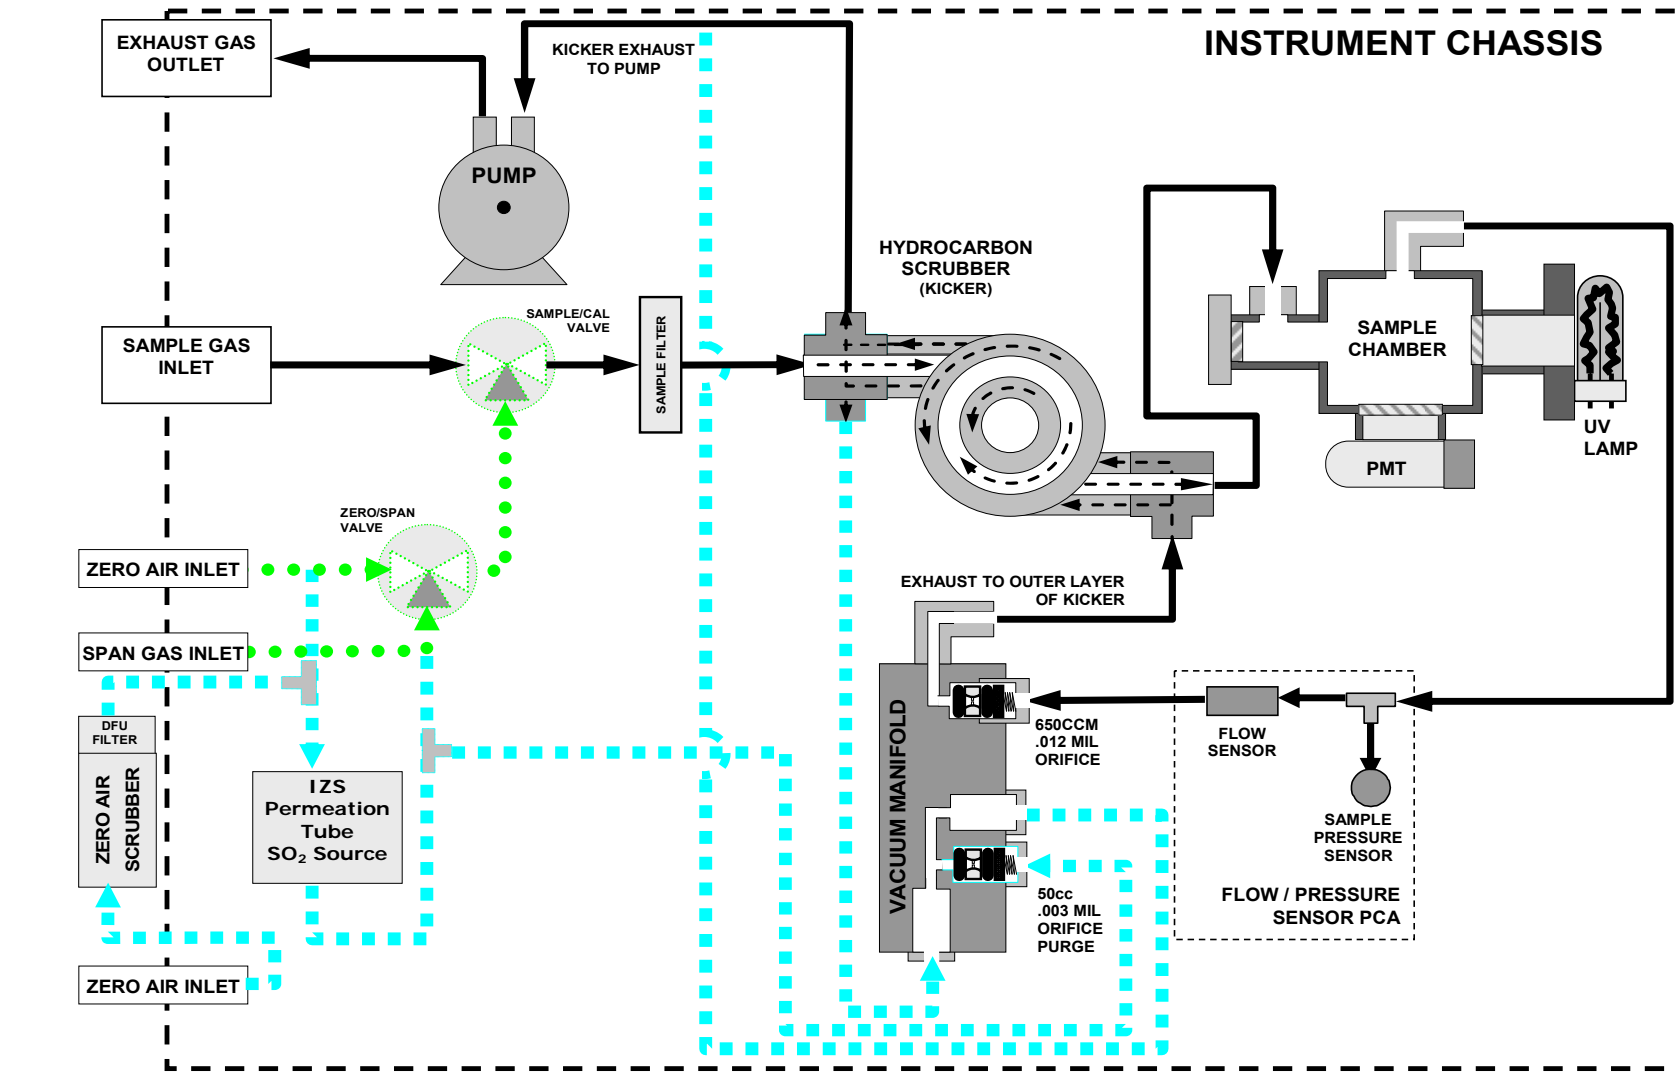 INSTRUMENT CHASSIS
EXHAUST GAS
OUTLET
KICKER EXHAUST
TO PUMP
PUMP
HYDROCARBON
SCRUBBER
(KICKER)
SAMPLE/CAL
VALVE
SAMPLE GAS
INLET
SAMPLE FILTER
SAMPLE
CHAMBER
UV
LAMP
PMT
ZERO/SPAN
VALVE
ZERO AIR INLET
EXHAUST TO OUTER LAYER
OF KICKER
SPAN GAS INLET
DFU
FILTER
ZERO AIR
SCRUBBER
IZS
Permeation
Tube
SO₂ Source
VACUUM MANIFOLD
650CCM
.012 MIL
ORIFICE
FLOW
SENSOR
SAMPLE
PRESSURE
SENSOR
50cc
.003 MIL
ORIFICE
PURGE
FLOW / PRESSURE
SENSOR PCA
ZERO AIR INLET